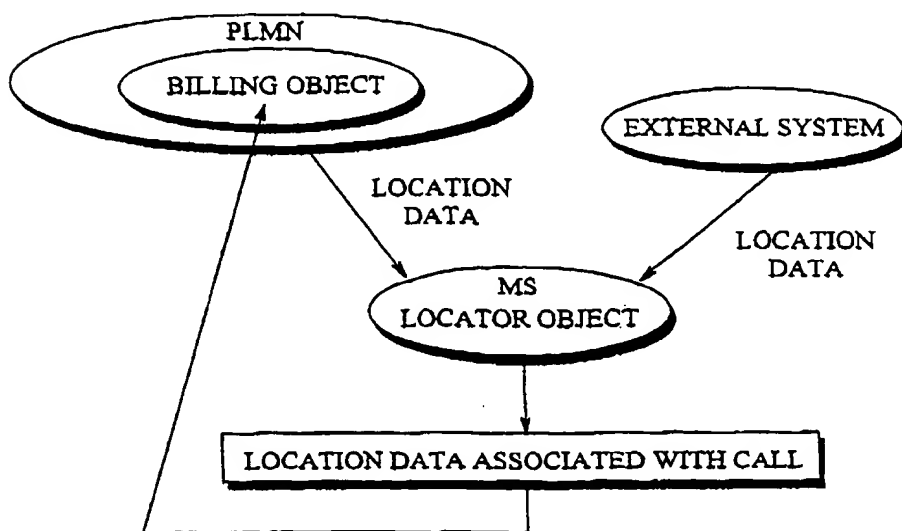 PLMN
BILLING OBJECT
EXTERNAL SYSTEM
LOCATION
DATA
LOCATION
DATA
MS
LOCATOR OBJECT
LOCATION DATA ASSOCIATED WITH CALL